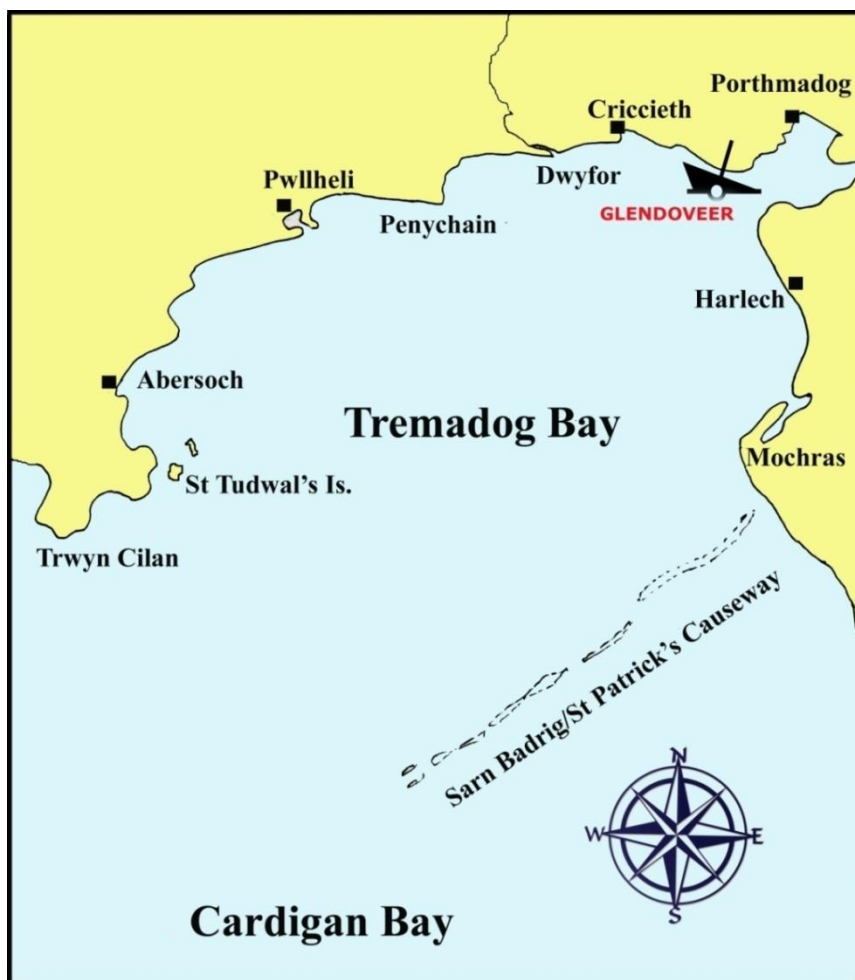 Porthmadog
Criccieth
Dwyfor
Pwllheli
GLENDOVEER
Penychain
Harlech
Abersoch
Tremadog Bay
Mochras
St Tudwal's Is.
Trwyn Cilan
Sarn Badrig/St Patrick's Causeway
N
W
E
S
Cardigan Bay